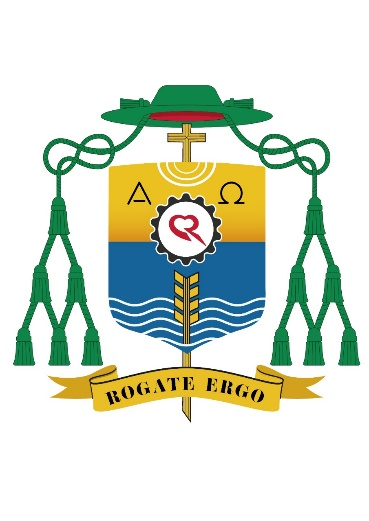 Α Ω
ROGATE ERGO